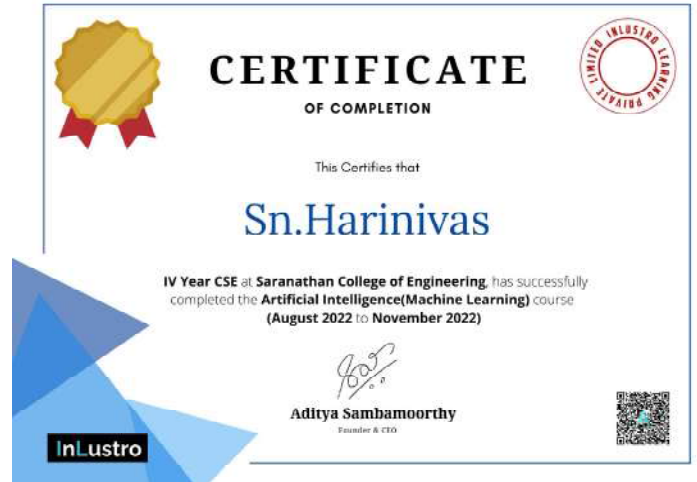 CERTIFICATE
OF COMPLETION
INLUSTRO LEARNING PRIVATE LIMITED
This Certifies that
Sn.Harinivas
IV Year CSE at Saranathan College of Engineering, has successfully
completed the Artificial Intelligence(Machine Learning) course
(August 2022 to November 2022)
Aditya Sambamoorthy
Founder & CEO
InLustro